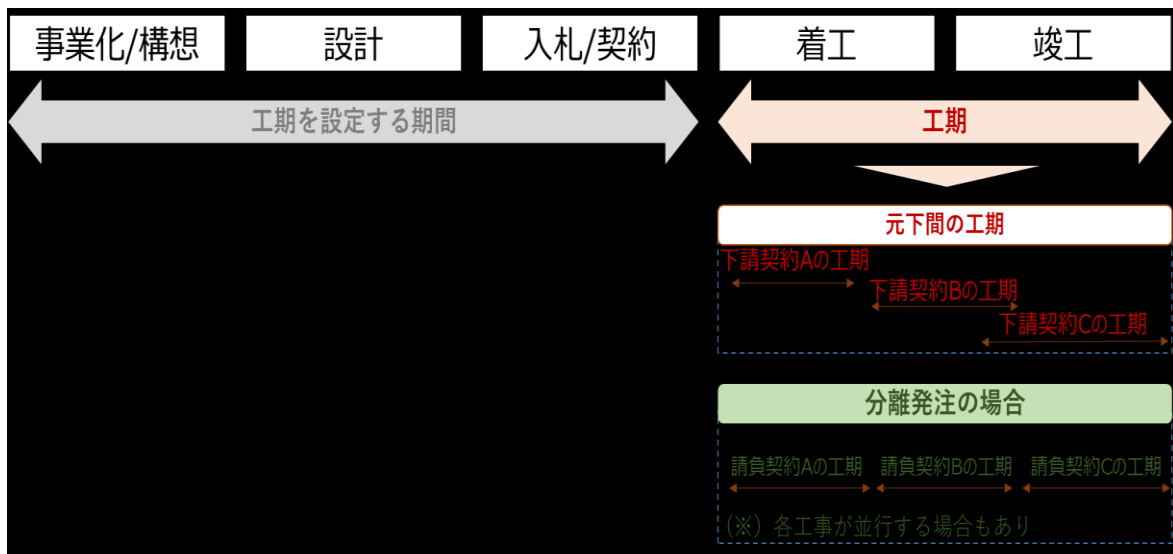 事業化/構想
設計
入札/契約
着工
竣工
工期を設定する期間
工期
元下間の工期
下請契約Aの工期
下請契約Bの工期
下請契約Cの工期
分離発注の場合
請負契約Aの工期
請負契約Bの工期
請負契約Cの工期
(※)各工事が並行する場合もあり